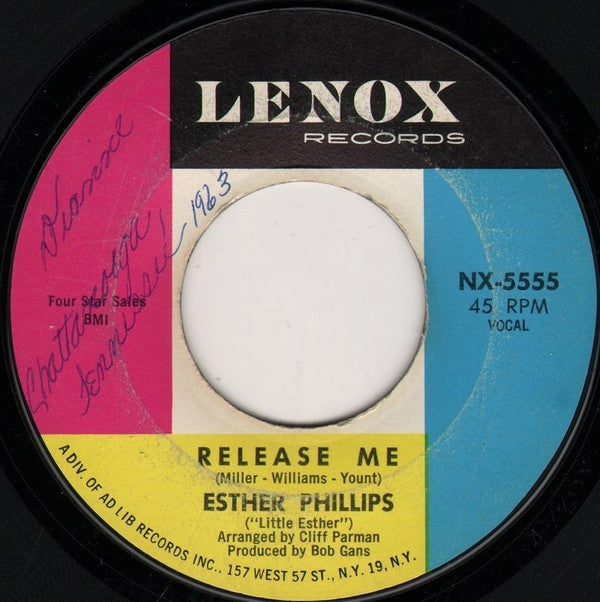 LENOX
RECORDS
Dianne
Chattanooga
Tennessee 1963
Four Star Sales
BMI
NX-5555
45 RPM
VOCAL
RELEASE ME
(Miller - Williams - Yount)
ESTHER PHILLIPS
("Little Esther")
Arranged by Cliff Parman
Produced by Bob Gans
A DIV. OF AD LIB RECORDS INC., 157 WEST 57 ST., N.Y. 19, N.Y.